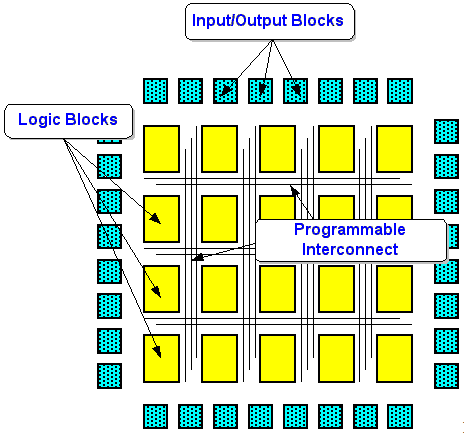 Input/Output Blocks
Logic Blocks
Programmable
Interconnect